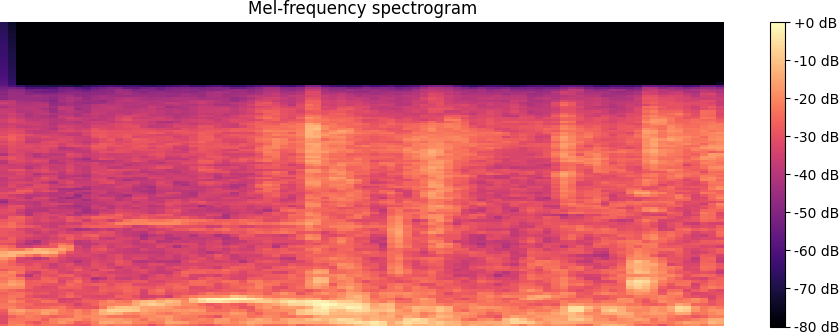 Mel-frequency spectrogram
+0 dB
-10 dB
-20 dB
-30 dB
-40 dB
-50 dB
-60 dB
-70 dB
-80 dB